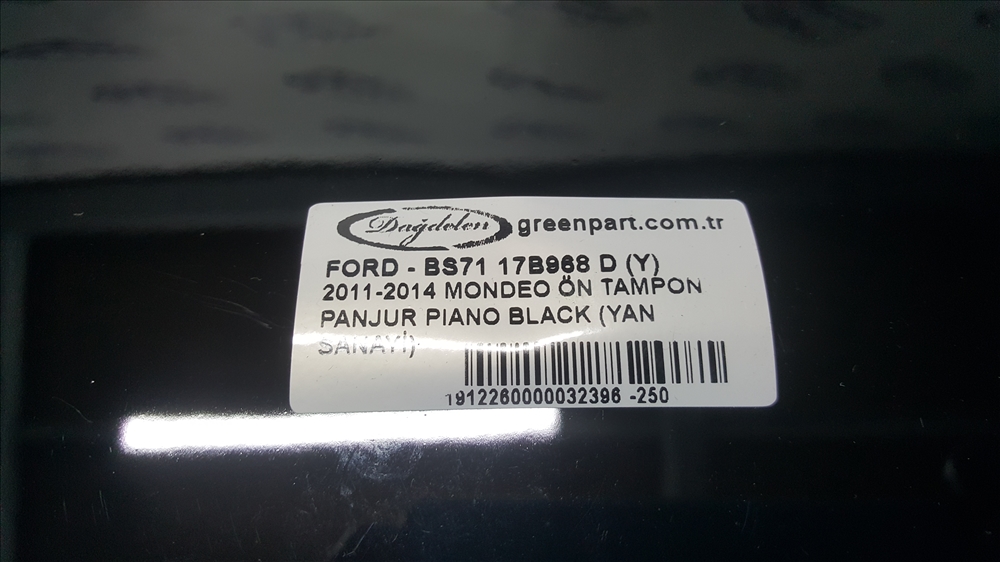 Dağdelen greenpart.com.tr
FORD - BS71 17B968 D (Y)
2011-2014 MONDEO ÖN TAMPON
PANJUR PIANO BLACK (YAN
SANAYİ)
1912260000032396 -250